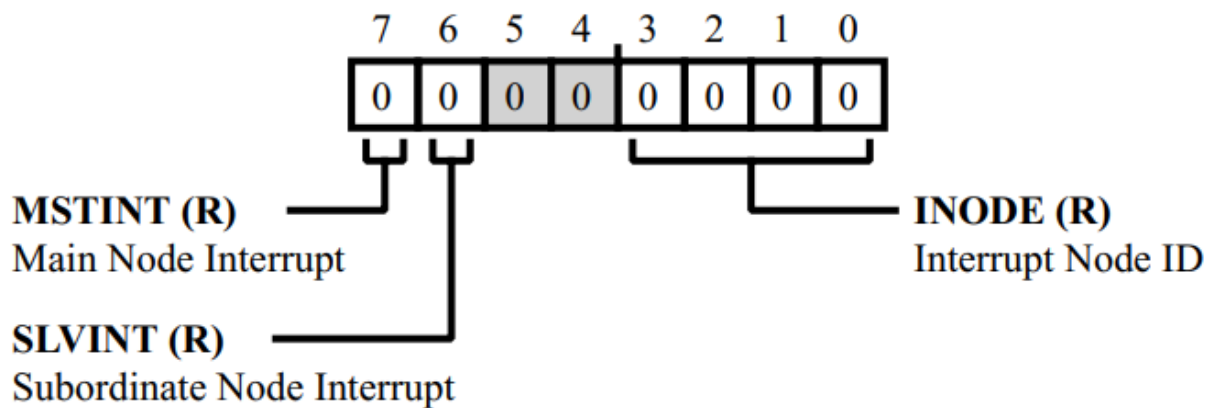 7 6 5 4 3 2 1 0
0 0 0 0 0 0 0 0
MSTINT (R)
Main Node Interrupt
INODE (R)
Interrupt Node ID
SLVINT (R)
Subordinate Node Interrupt